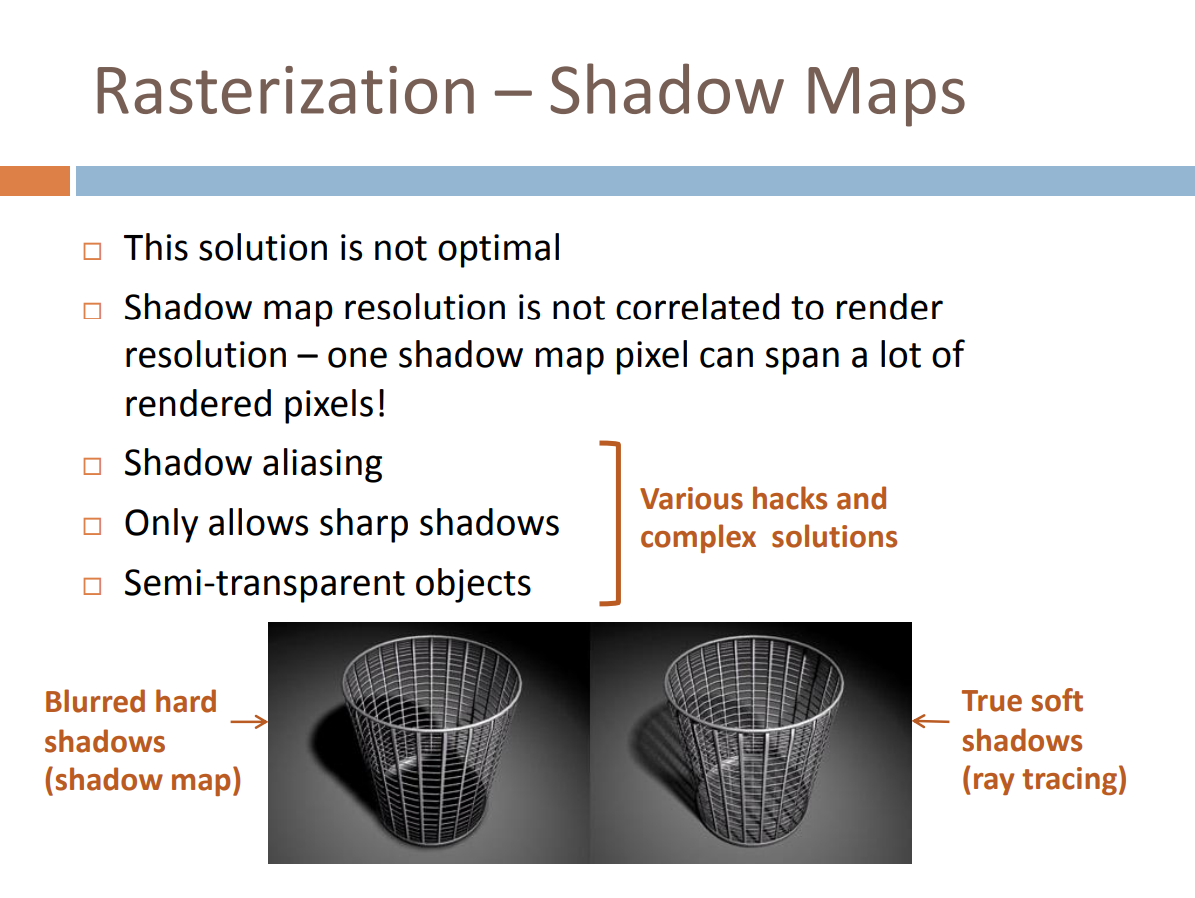 Rasterization – Shadow Maps
This solution is not optimal
Shadow map resolution is not correlated to render
resolution – one shadow map pixel can span a lot of
rendered pixels!
Shadow aliasing
Only allows sharp shadows
Semi-transparent objects
Various hacks and
complex  solutions
Blurred hard
shadows
(shadow map)
True soft
shadows
(ray tracing)